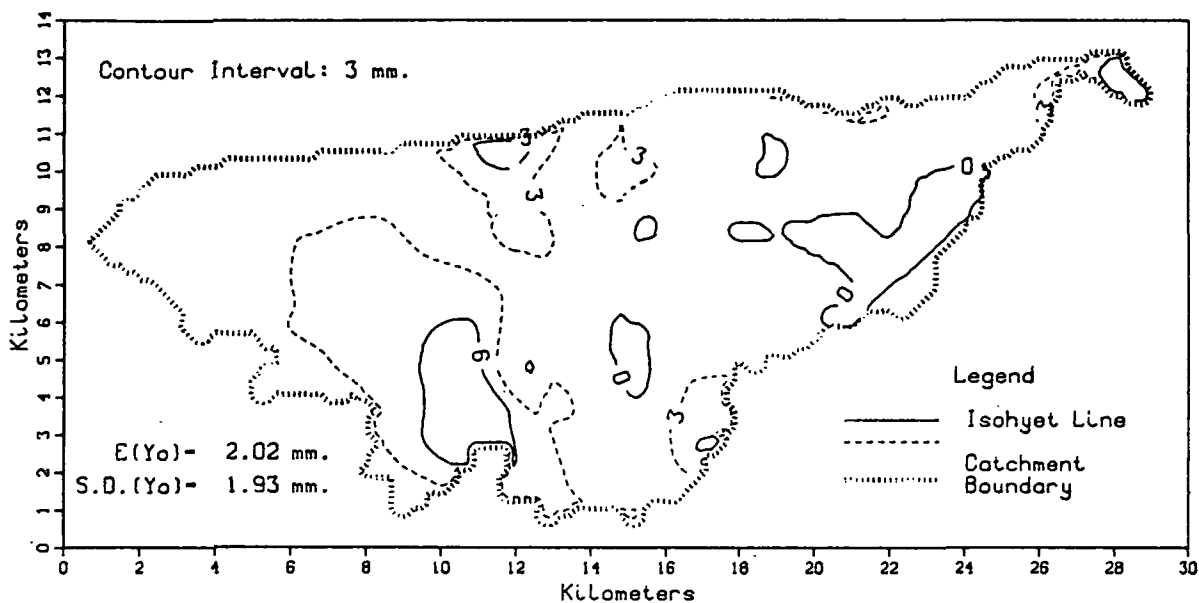 14
13
12
11
10
9
8
7
6
5
4
3
2
1
0
Kilometers
Contour Interval: 3 mm.
3
3
3
3
0
0
6
0
3
E(Yo)= 2.02 mm.
S.D.(Yo)= 1.93 mm.
Legend
Isohyet Line
Catchment
Boundary
0 2 4 6 8 10 12 14 16 18 20 22 24 26 28 30
Kilometers